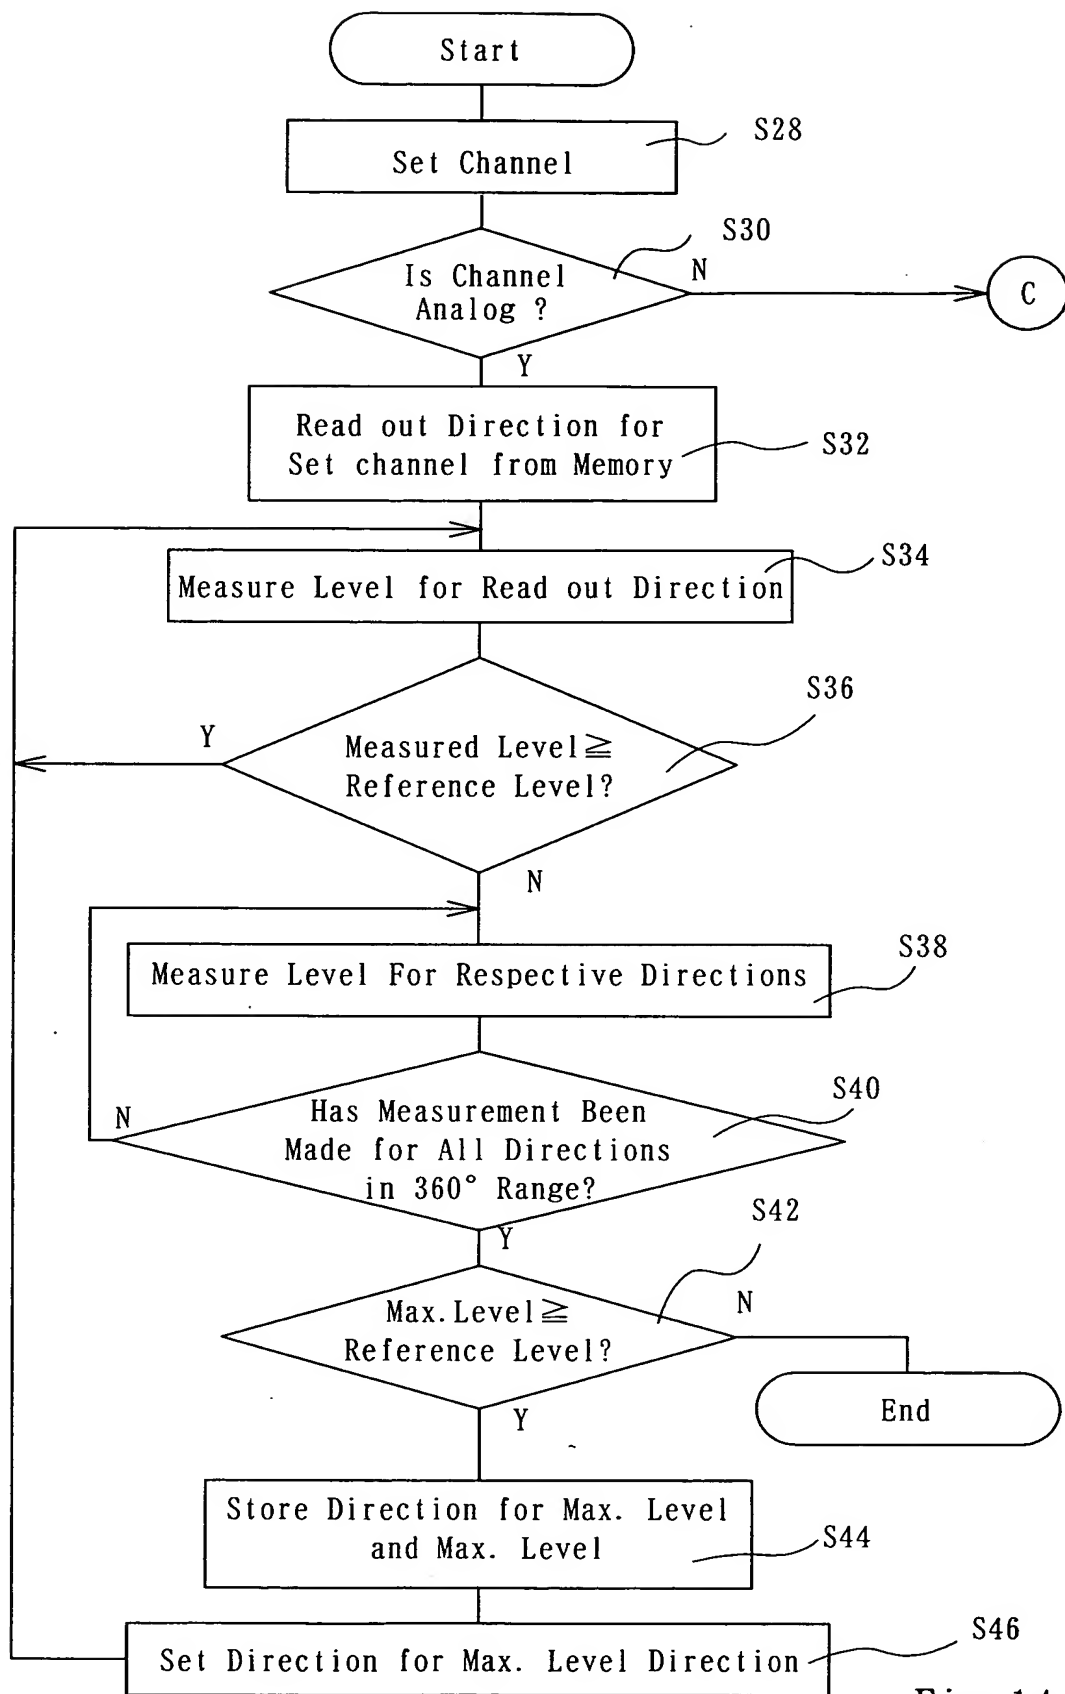 Start
Set Channel
S28
Is Channel
Analog ?
S30
N
C
Y
Read out Direction for
Set channel from Memory
S32
Measure Level for Read out Direction
S34
Measured Level≧
Reference Level?
S36
Y
N
Measure Level For Respective Directions
S38
Has Measurement Been
Made for All Directions
in 360° Range?
S40
N
Y
Max.Level≧
Reference Level?
S42
N
End
Y
Store Direction for Max. Level
and Max. Level
S44
Set Direction for Max. Level Direction
S46